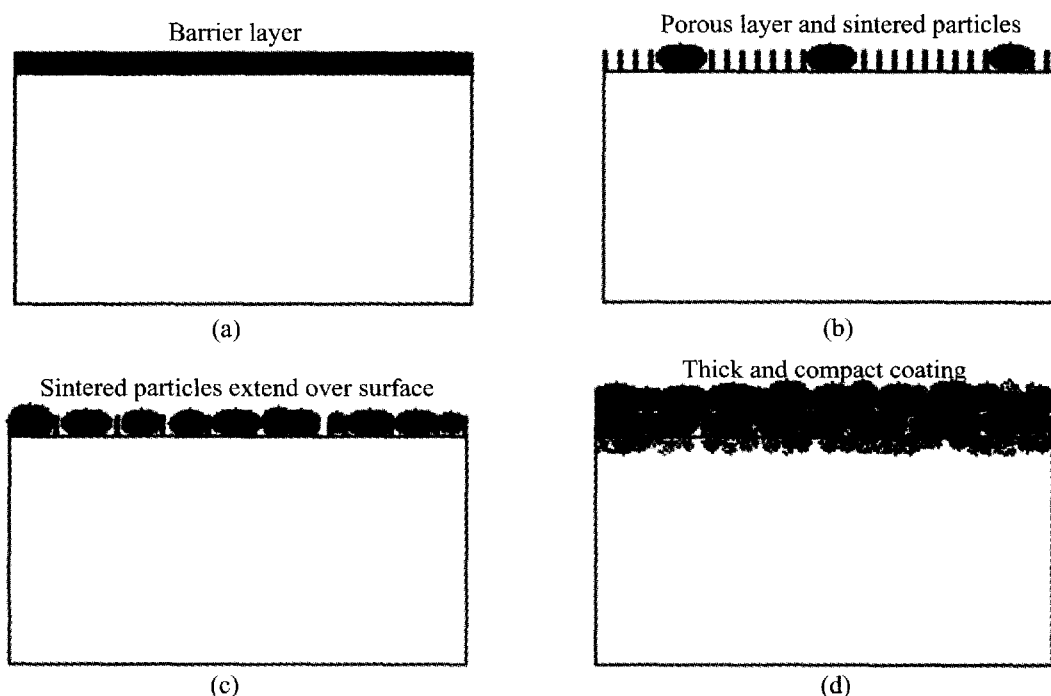 Barrier layer
(a)
Porous layer and sintered particles
(b)
Sintered particles extend over surface
(c)
Thick and compact coating
(d)